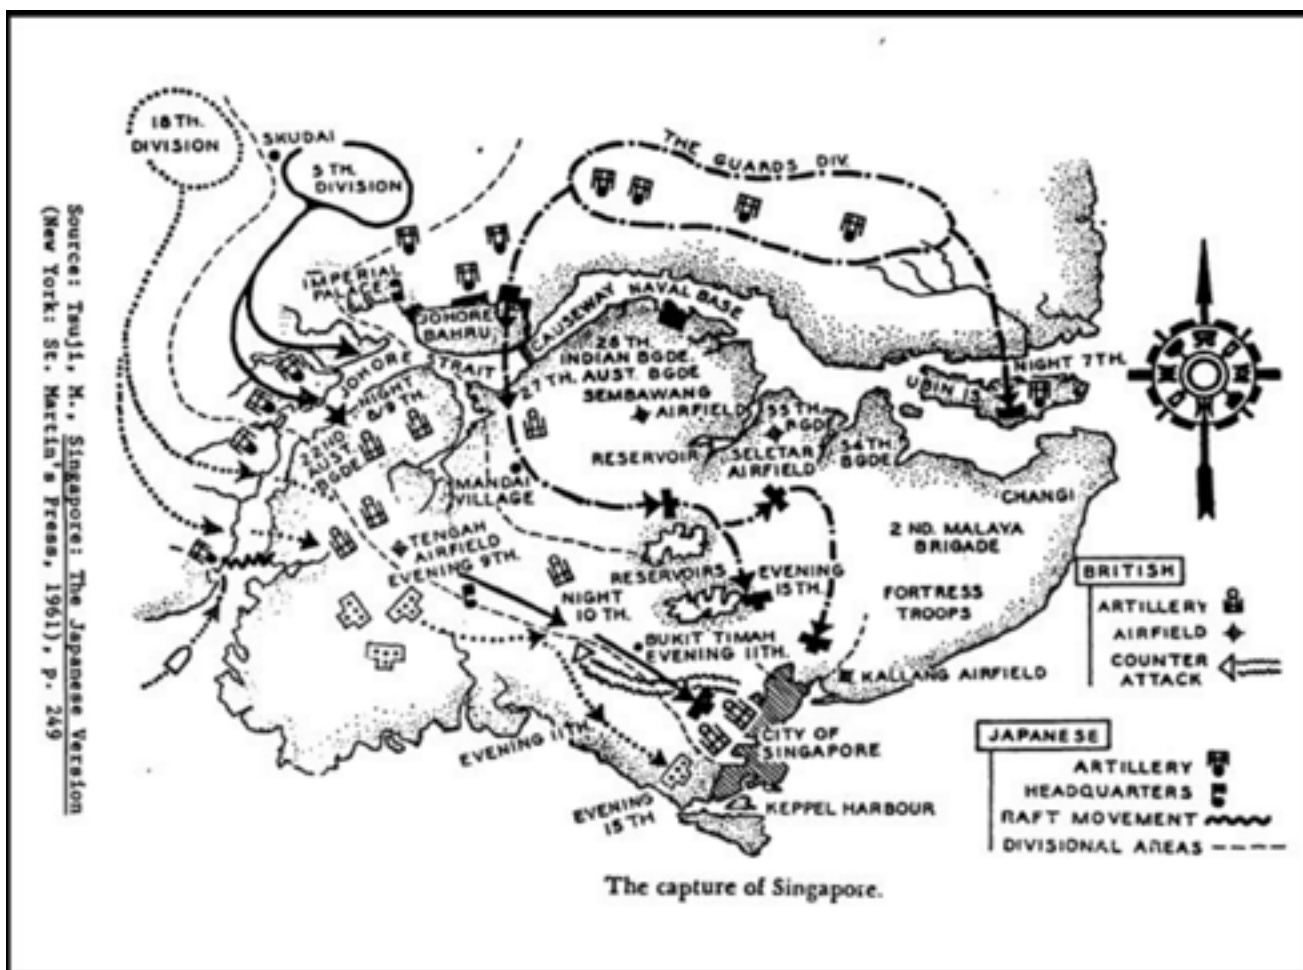 18TH.
DIVISION
SKUDAI
5TH.
DIVISION
THE GUARDS DIV.
IMPERIAL
PALACE
JOHORE
BAHRU
CAUSEWAY
NAVAL BASE
JOHORE STRAIT
28TH.
INDIAN BGDE.
27TH. AUST. BGDE
SEMBAWANG
AIRFIELD
NIGHT 7TH.
UBIN IS.
NIGHT
8/9TH.
22ND
AUST.
BGDE
55TH.
BGD
54TH.
BGDE
RESERVOIR
SELETAR
AIRFIELD
MANDAI
VILLAGE
CHANGI
TENGAH
AIRFIELD
EVENING 9TH.
2ND. MALAYA
BRIGADE
RESERVOIRS
EVENING
15TH.
NIGHT
10TH.
FORTRESS
TROOPS
BUKIT TIMAH
EVENING 11TH.
KALLANG AIRFIELD
CITY OF
SINGAPORE
EVENING 11TH.
EVENING
15TH
KEPPEL HARBOUR
BRITISH
ARTILLERY
AIRFIELD
COUNTER
ATTACK
JAPANESE
ARTILLERY
HEADQUARTERS
RAFT MOVEMENT
DIVISIONAL AREAS
The capture of Singapore.
Source: Tsuji, M., Singapore: The Japanese Version
(New York: St. Martin's Press, 1961), p. 249